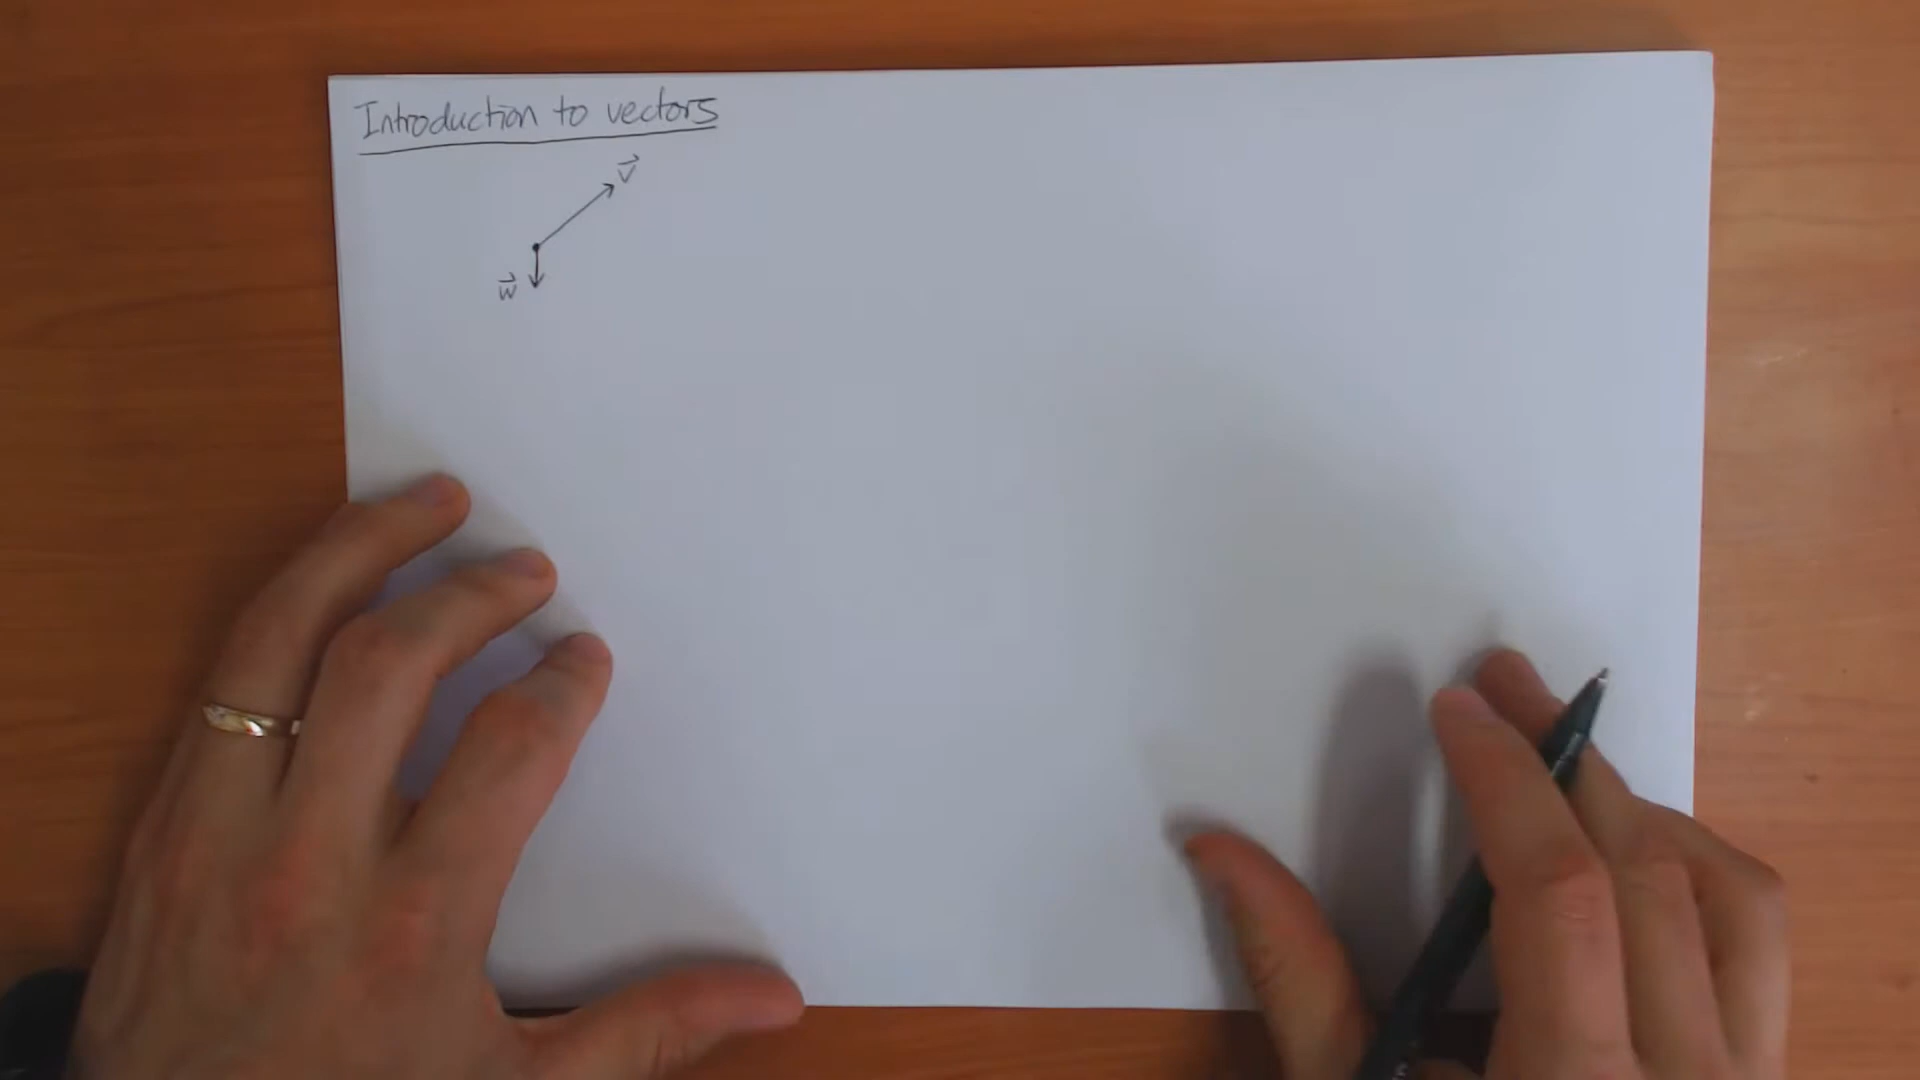 Introduction to vectors
v⃗
w⃗